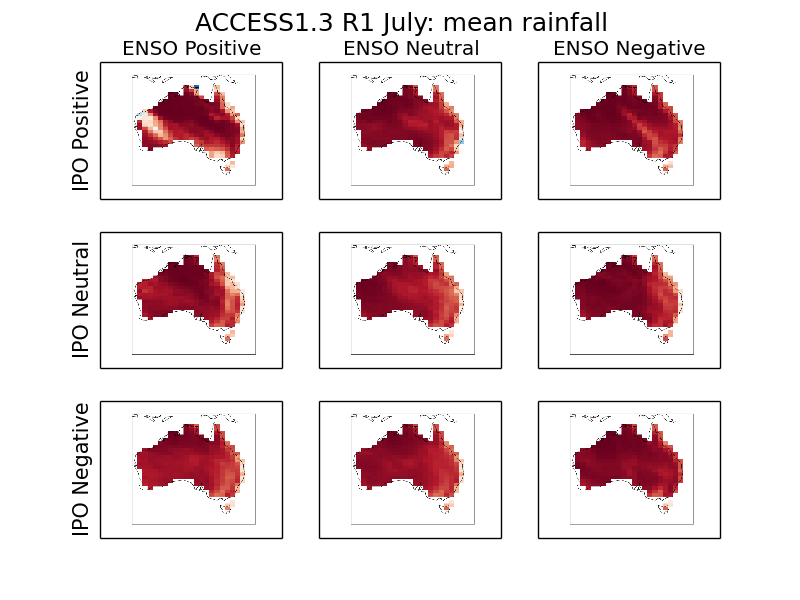 ACCESS1.3 R1 July: mean rainfall
ENSO Positive
ENSO Neutral
ENSO Negative
IPO Positive
IPO Neutral
IPO Negative